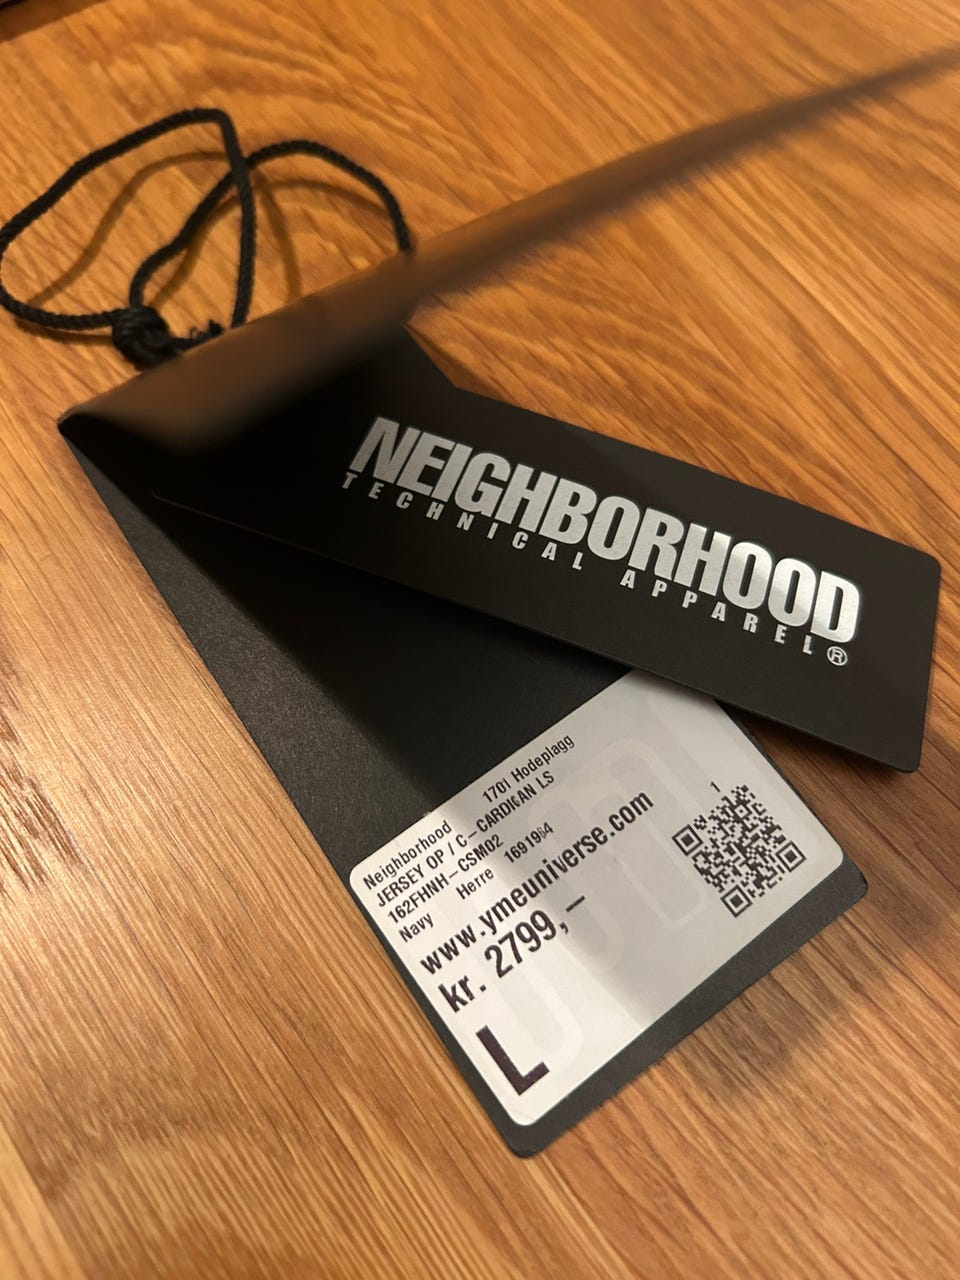 NEIGHBORHOOD
TECHNICAL APPAREL®
Neighborhood 1701 Hodeplagg
JERSEY OP / C-CARDIGAN LS
162FHNH-CSM02
Navy Herre 1691964
www.ymeuniverse.com
kr. 2799,-
L
1